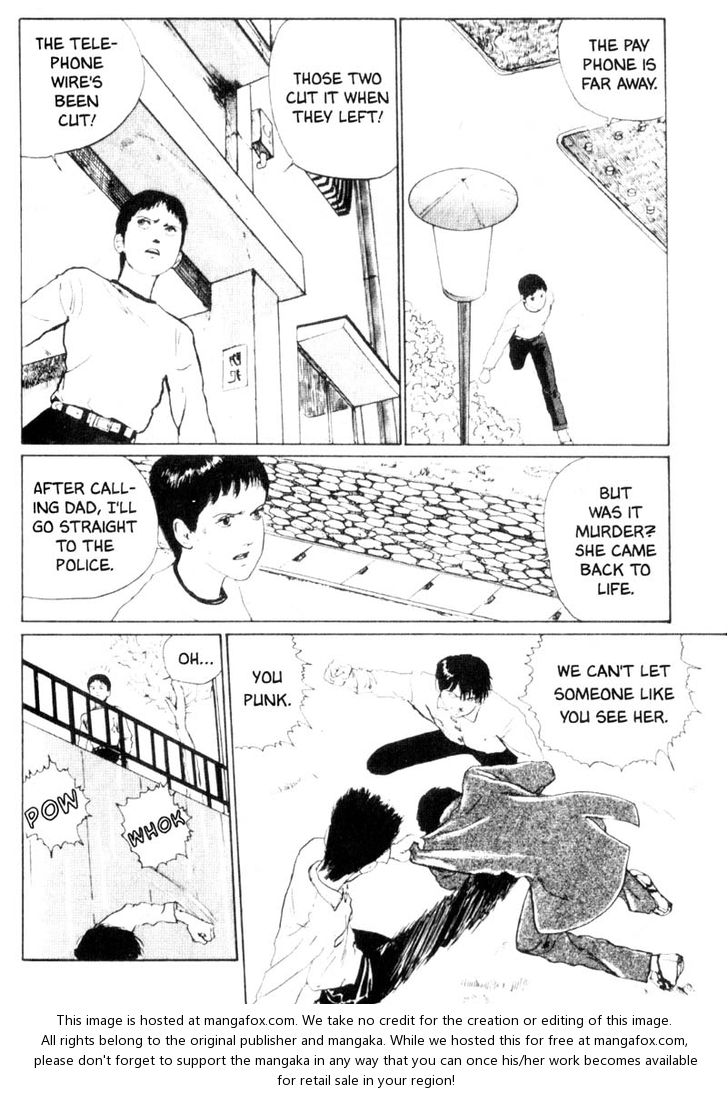 THE TELE-
PHONE
WIRE'S
BEEN
CUT!
THOSE TWO
CUT IT WHEN
THEY LEFT!
THE PAY
PHONE IS
FAR AWAY.
AFTER CALL-
ING DAD, I'LL
GO STRAIGHT
TO THE
POLICE.
BUT
WAS IT
MURDER?
SHE CAME
BACK TO
LIFE.
OH...
POW
WHOK
YOU
PUNK.
WE CAN'T LET
SOMEONE LIKE
YOU SEE HER.
This image is hosted at mangafox.com. We take no credit for the creation or editing of this image.
All rights belong to the original publisher and mangaka. While we hosted this for free at mangafox.com,
please don't forget to support the mangaka in any way that you can once his/her work becomes available
for retail sale in your region!